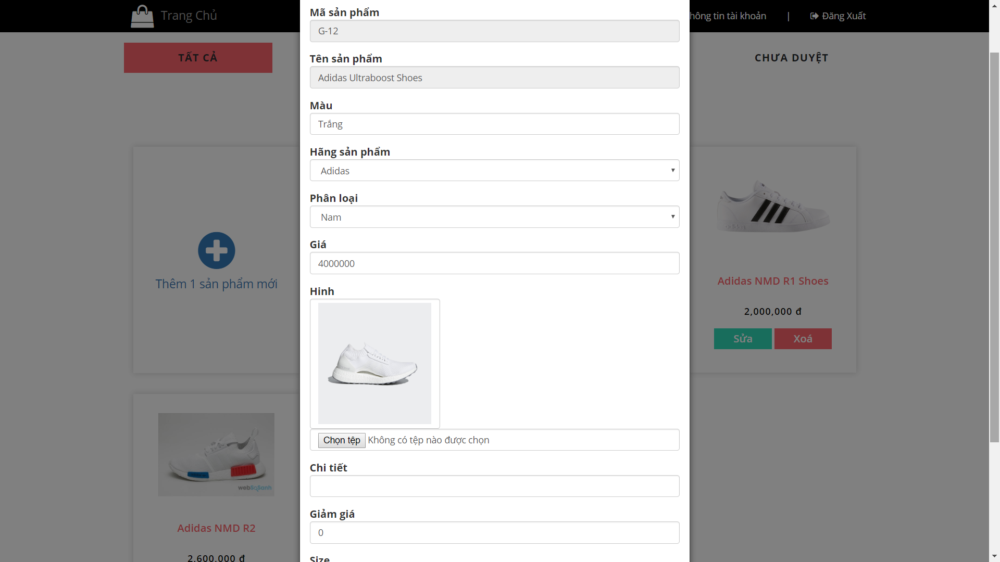 Trang Chủ
hông tin tài khoản
|
Đăng Xuất
TẤT CẢ
CHƯA DUYỆT
Mã sản phẩm
G-12
Tên sản phẩm
Adidas Ultraboost Shoes
Màu
Trắng
Hãng sản phẩm
Adidas
Phân loại
Nam
Giá
4000000
Hinh
Chọn tệp Không có tệp nào được chọn
Chi tiết
Giảm giá
0
Size
Thêm 1 sản phẩm mới
adidas
Adidas NMD R1 Shoes
2,000,000 đ
Sửa
Xoá
webSoSanh
Adidas NMD R2
2,600,000 đ